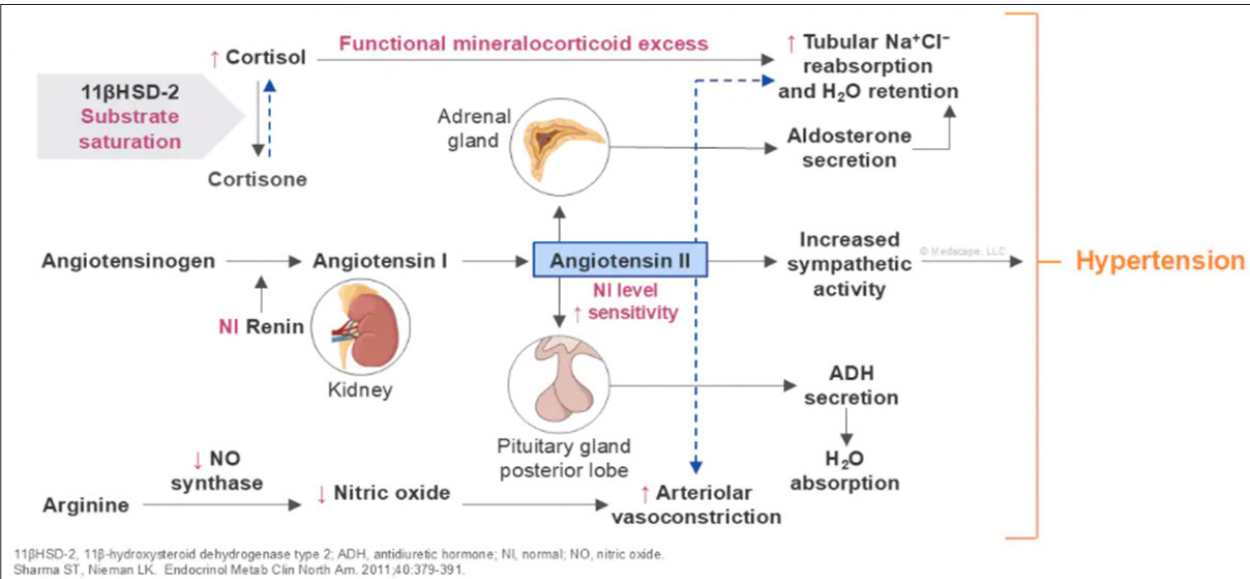 ↑ Cortisol
Functional mineralocorticoid excess
↑ Tubular Na⁺Cl⁻
reabsorption
and H₂O retention
11βHSD-2
Substrate
saturation
Adrenal
gland
Aldosterone
secretion
Cortisone
Angiotensinogen
Angiotensin I
Angiotensin II
Increased
sympathetic
activity
© Medscape, LLC
Hypertension
NI level
↑ sensitivity
NI Renin
Kidney
ADH
secretion
Pituitary gland
posterior lobe
H₂O
absorption
↓ NO
synthase
Arginine
↓ Nitric oxide
↑ Arteriolar
vasoconstriction
11βHSD-2, 11β-hydroxysteroid dehydrogenase type 2; ADH, antidiuretic hormone; NI, normal; NO, nitric oxide.
Sharma ST, Nieman LK. Endocrinol Metab Clin North Am. 2011;40:379-391.